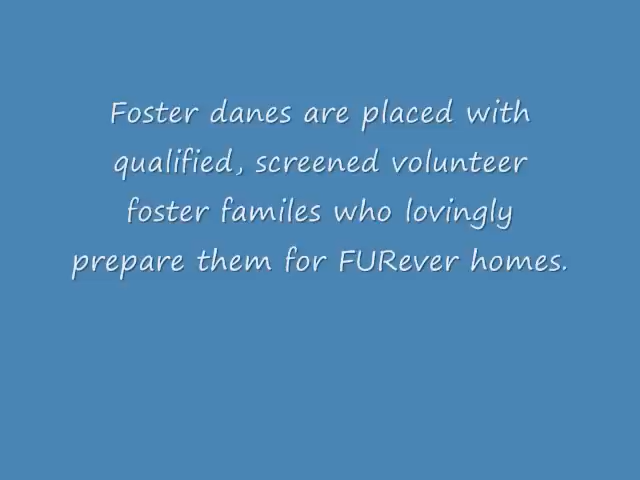 Foster danes are placed with
qualified, screened volunteer
foster familes who lovingly
prepare them for FURever homes.